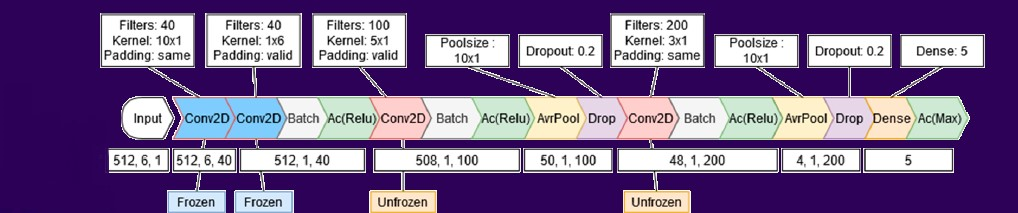 Filters: 40
Kernel: 10x1
Padding: same
Filters: 40
Kernel: 1x6
Padding: valid
Filters: 100
Kernel: 5x1
Padding: valid
Poolsize :
10x1
Dropout: 0.2
Filters: 200
Kernel: 3x1
Padding: same
Poolsize :
10x1
Dropout: 0.2
Dense: 5
Input
Conv2D
Conv2D
Batch
Ac(Relu)
Conv2D
Batch
Ac(Relu)
AvrPool
Drop
Conv2D
Batch
Ac(Relu)
AvrPool
Drop
Dense
Ac(Max)
512, 6, 1
512, 6, 40
512, 1, 40
508, 1, 100
50, 1, 100
48, 1, 200
4, 1, 200
5
Frozen
Frozen
Unfrozen
Unfrozen